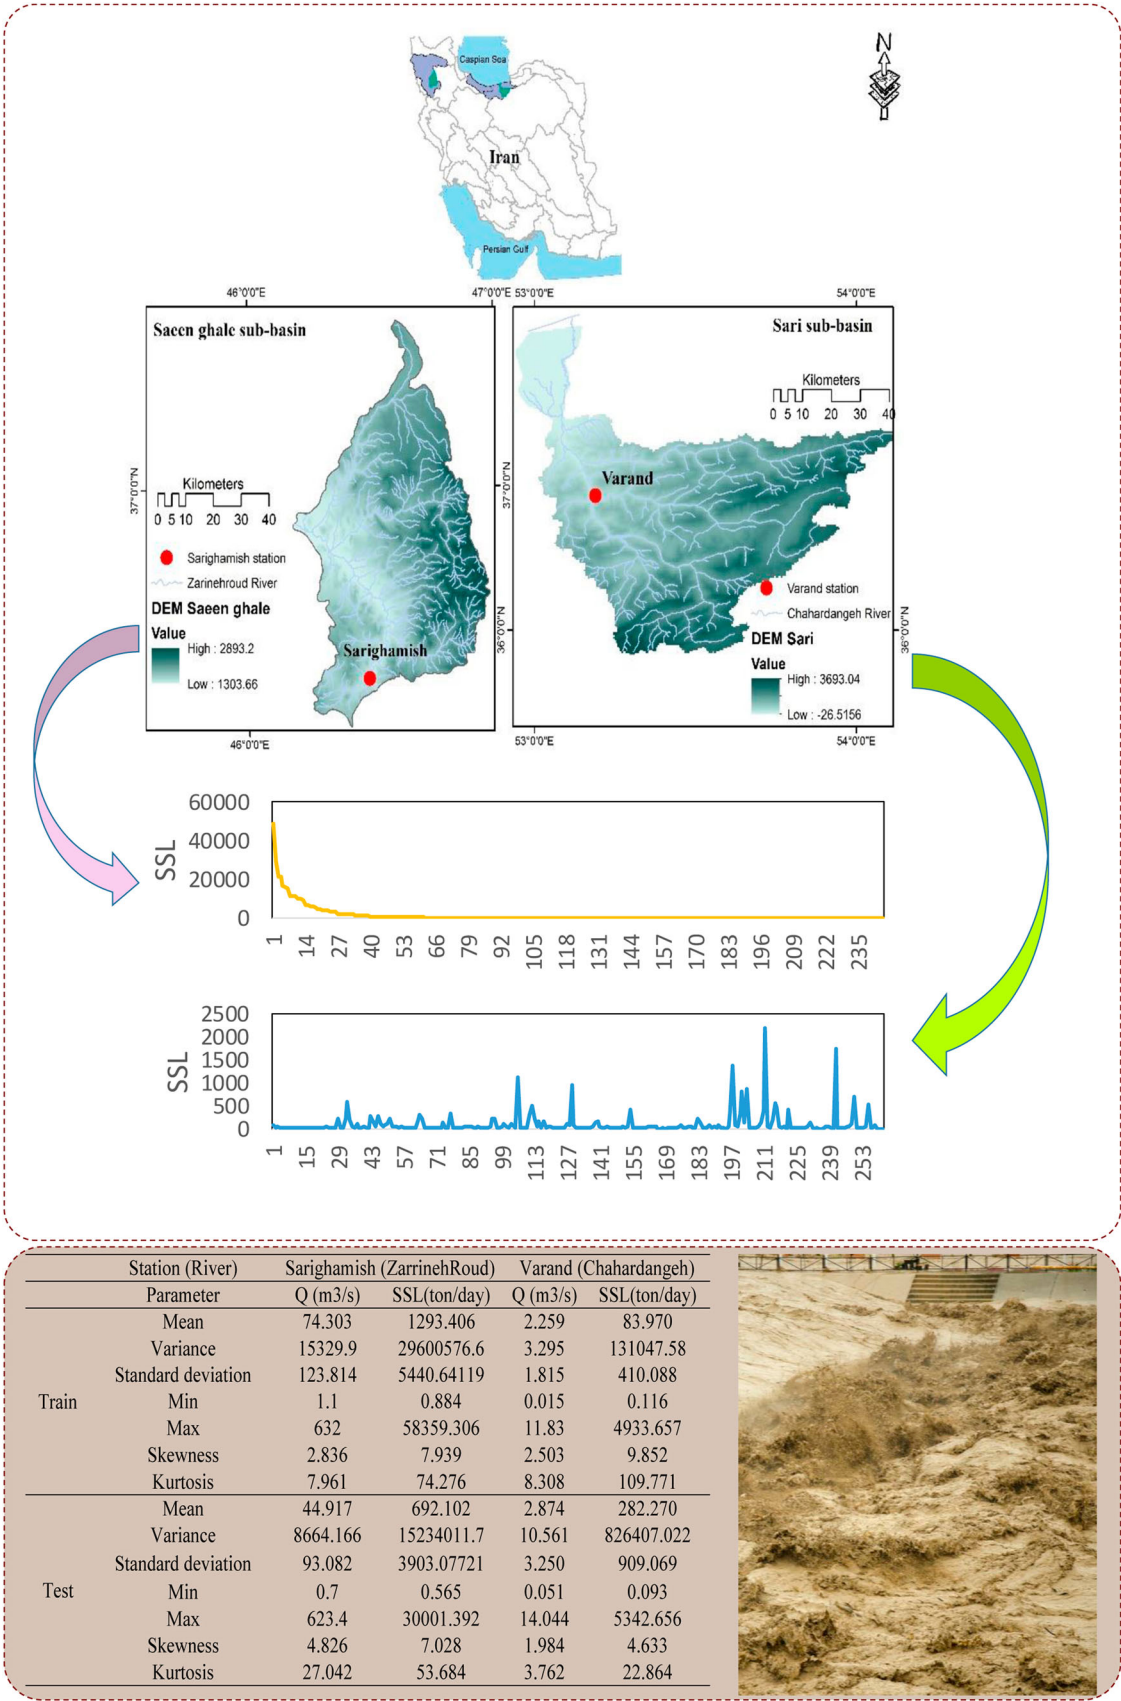 N
Caspian Sea
Iran
Persian Gulf
46°0'0"E
47°0'0"E
53°0'0"E
54°0'0"E
Saeen ghale sub-basin
Sari sub-basin
Kilometers
0 5 10 20 30 40
37°0'0"N
37°0'0"N
Varand
Kilometers
0 5 10 20 30 40
Sarighamish station
Zarinehroud River
DEM Saeen ghale
Value
High : 2893.2
Low : 1303.66
Sarighamish
Varand station
Chahardangeh River
DEM Sari
Value
High : 3693.04
Low : -26.5156
36°0'0"N
36°0'0"N
46°0'0"E
53°0'0"E
54°0'0"E
SSL
60000
40000
20000
0
1 14 27 40 53 66 79 92 105 118 131 144 157 170 183 196 209 222 235
SSL
2500
2000
1500
1000
500
0
1 15 29 43 57 71 85 99 113 127 141 155 169 183 197 211 225 239 253
Station (River) Sarighamish (ZarrinehRoud) Varand (Chahardangeh)
Parameter Q (m3/s) SSL(ton/day) Q (m3/s) SSL(ton/day)
Mean 74.303 1293.406 2.259 83.970
Variance 15329.9 29600576.6 3.295 131047.58
Standard deviation 123.814 5440.64119 1.815 410.088
Train Min 1.1 0.884 0.015 0.116
Max 632 58359.306 11.83 4933.657
Skewness 2.836 7.939 2.503 9.852
Kurtosis 7.961 74.276 8.308 109.771
Mean 44.917 692.102 2.874 282.270
Variance 8664.166 15234011.7 10.561 826407.022
Standard deviation 93.082 3903.07721 3.250 909.069
Test Min 0.7 0.565 0.051 0.093
Max 623.4 30001.392 14.044 5342.656
Skewness 4.826 7.028 1.984 4.633
Kurtosis 27.042 53.684 3.762 22.864